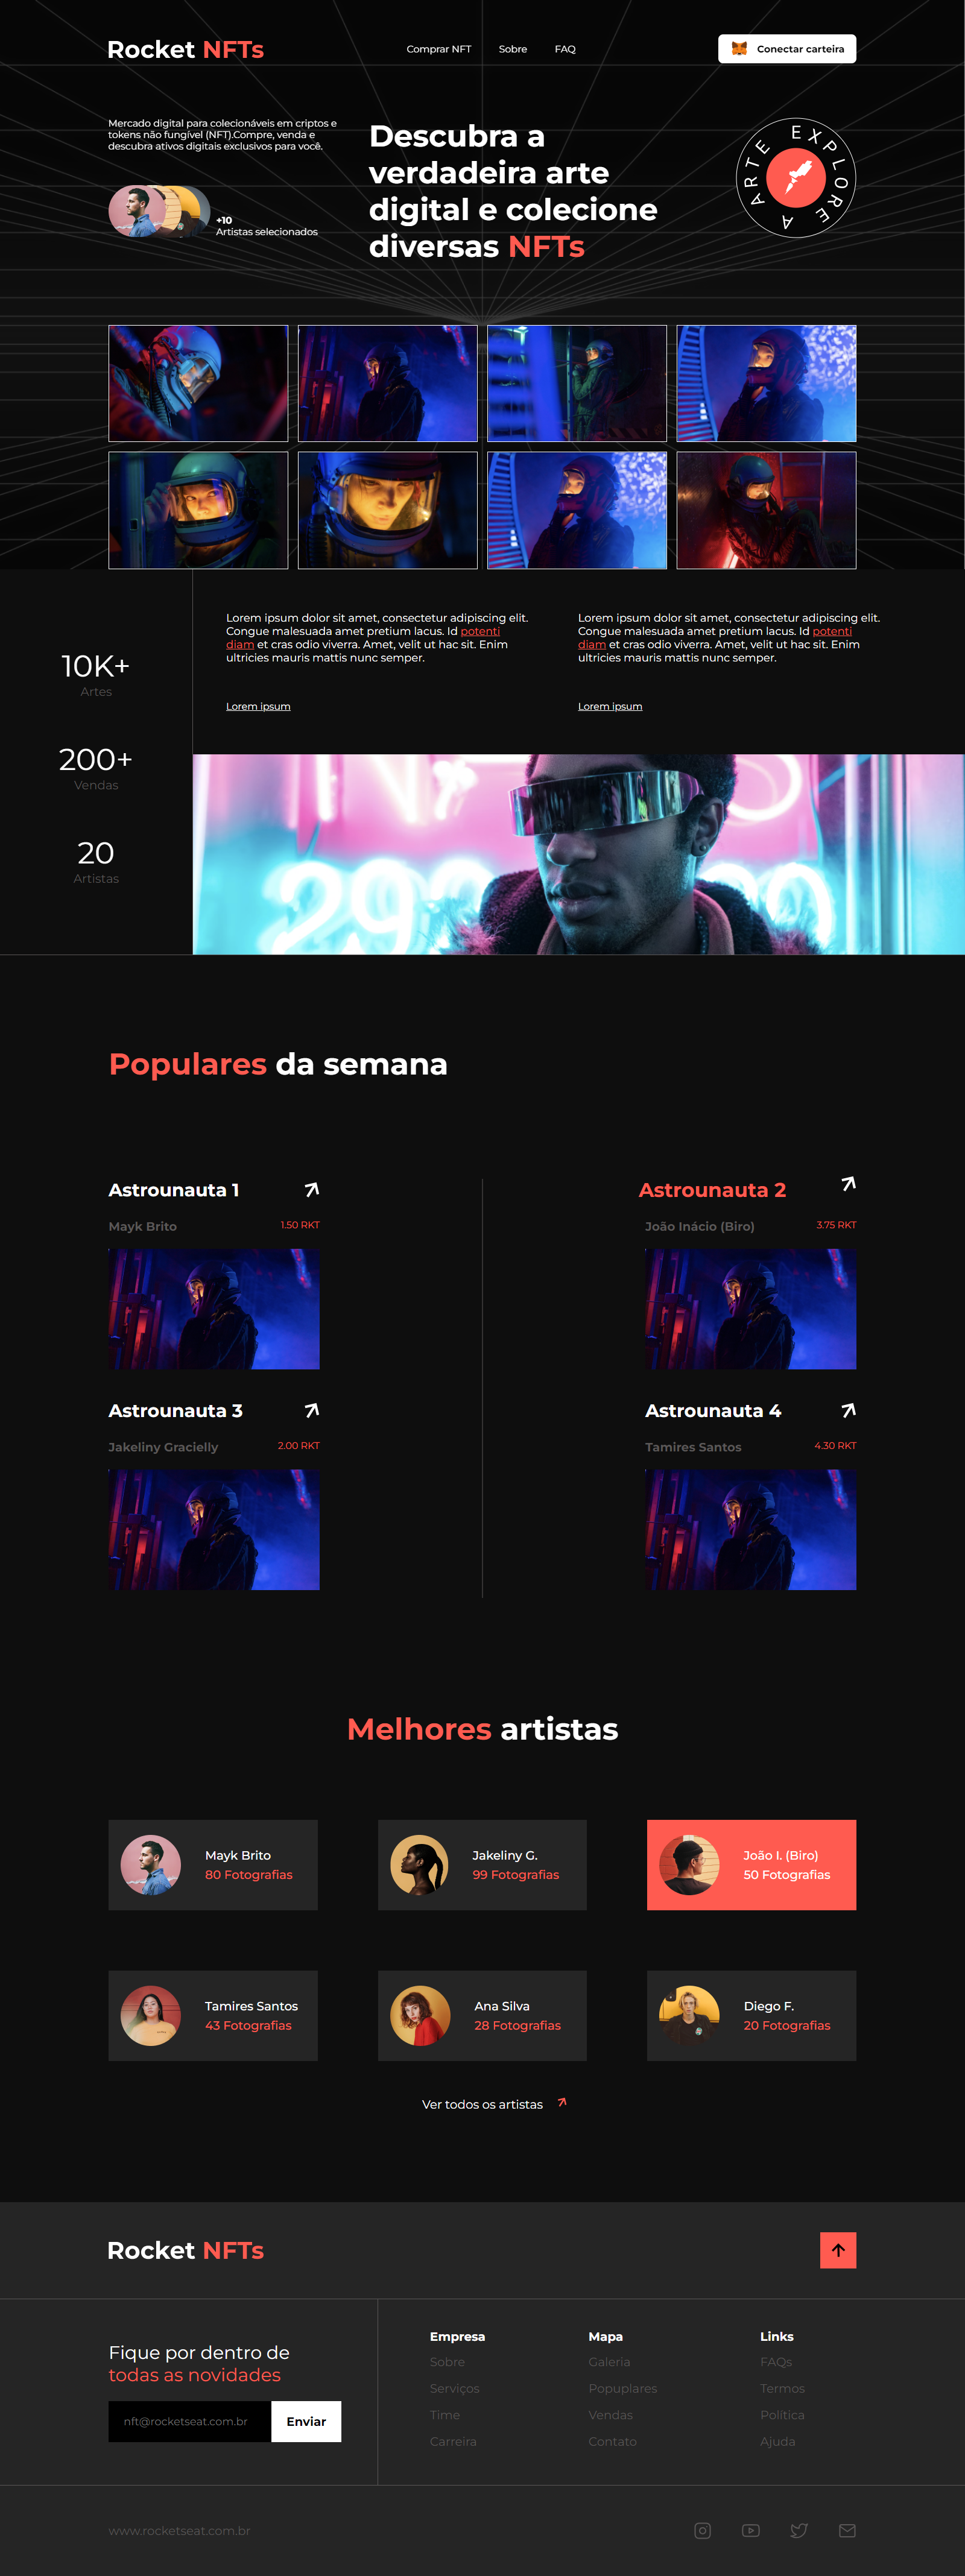 Rocket NFTs
Comprar NFT
Sobre
FAQ
Conectar carteira
Mercado digital para colecionáveis em criptos e
tokens não fungível (NFT).Compre, venda e
descubra ativos digitais exclusivos para você.
+10
Artistas selecionados
Descubra a
verdadeira arte
digital e colecione
diversas NFTs
EXPLORE A ARTE
10K+
Artes
200+
Vendas
20
Artistas
Lorem ipsum dolor sit amet, consectetur adipiscing elit.
Congue malesuada amet pretium lacus. Id potenti
diam et cras odio viverra. Amet, velit ut hac sit. Enim
ultricies mauris mattis nunc semper.
Lorem ipsum
Lorem ipsum dolor sit amet, consectetur adipiscing elit.
Congue malesuada amet pretium lacus. Id potenti
diam et cras odio viverra. Amet, velit ut hac sit. Enim
ultricies mauris mattis nunc semper.
Lorem ipsum
Populares da semana
Astrounauta 1
Mayk Brito
1.50 RKT
Astrounauta 2
João Inácio (Biro)
3.75 RKT
Astrounauta 3
Jakeliny Gracielly
2.00 RKT
Astrounauta 4
Tamires Santos
4.30 RKT
Melhores artistas
Mayk Brito
80 Fotografias
Jakeliny G.
99 Fotografias
João I. (Biro)
50 Fotografias
Tamires Santos
43 Fotografias
Ana Silva
28 Fotografias
Diego F.
20 Fotografias
Ver todos os artistas
Rocket NFTs
Fique por dentro de
todas as novidades
nft@rocketseat.com.br
Enviar
Empresa
Sobre
Serviços
Time
Carreira
Mapa
Galeria
Popuplares
Vendas
Contato
Links
FAQs
Termos
Política
Ajuda
www.rocketseat.com.br